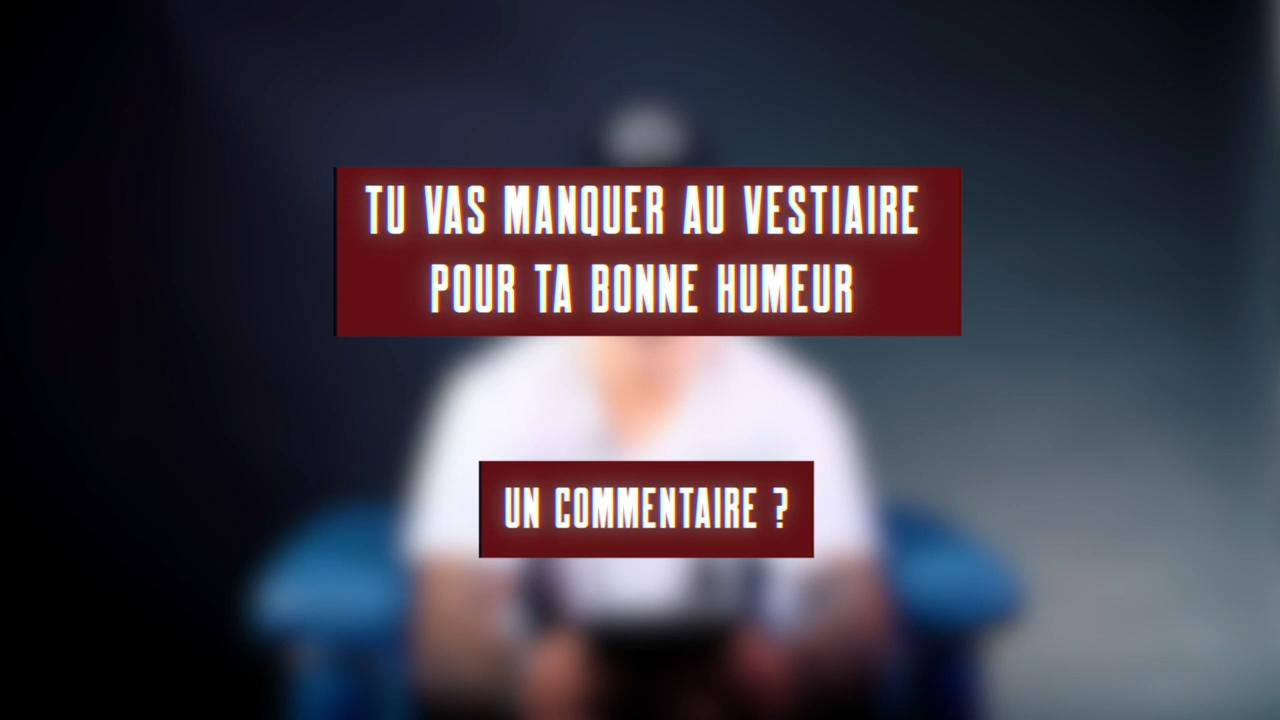 TU VAS MANQUER AU VESTIAIRE
POUR TA BONNE HUMEUR
UN COMMENTAIRE ?